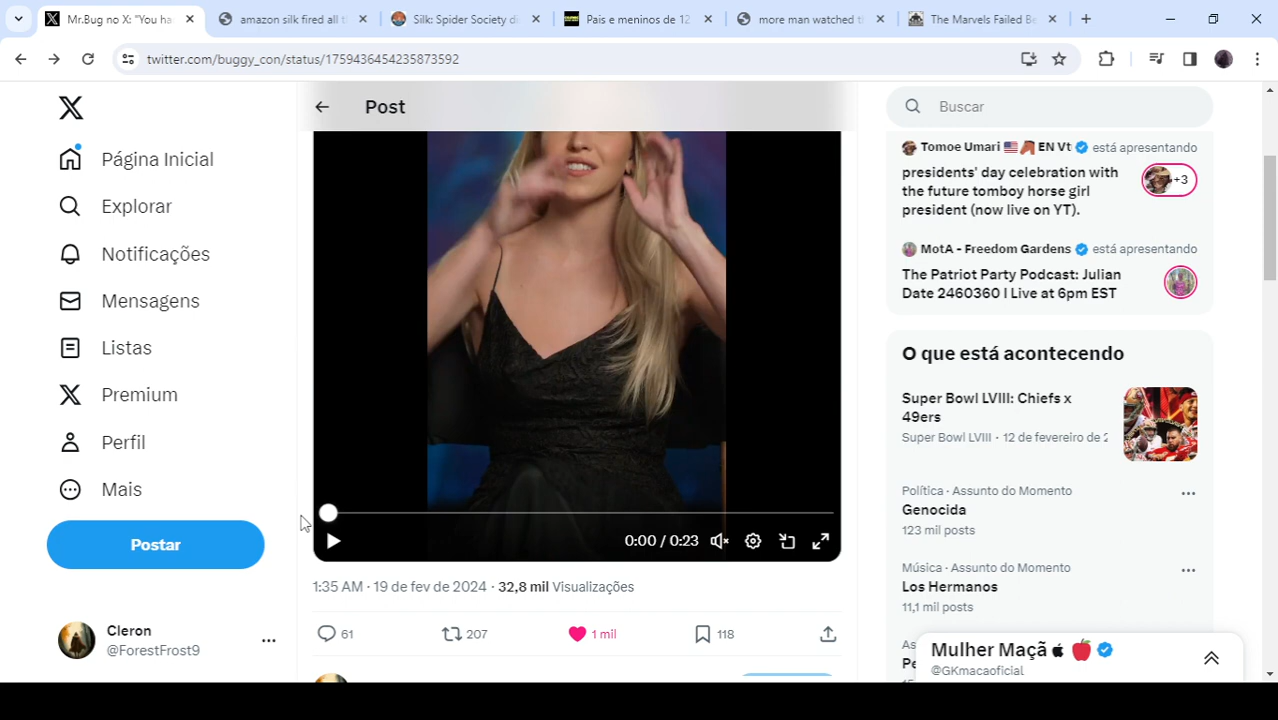 Mr.Bug no X: "You ha
amazon silk fired all t
Silk: Spider Society di
Pais e meninos de 12
more man watched t
The Marvels Failed Be
twitter.com/buggy_con/status/1759436454235873592
Post
Buscar
Página Inicial
Explorar
Notificações
Mensagens
Listas
Premium
Perfil
Mais
Postar
Cleron
@ForestFrost9
0:00 / 0:23
1:35 AM · 19 de fev de 2024 · 32,8 mil Visualizações
61
207
1 mil
118
Tomoe Umari 🇺🇸 EN Vt está apresentando
presidents' day celebration with
the future tomboy horse girl
president (now live on YT).
+3
MotA - Freedom Gardens está apresentando
The Patriot Party Podcast: Julian
Date 2460360 I Live at 6pm EST
O que está acontecendo
Super Bowl LVIII: Chiefs x
49ers
Super Bowl LVIII · 12 de fevereiro de 2
Política · Assunto do Momento
Genocida
123 mil posts
Música · Assunto do Momento
Los Hermanos
11,1 mil posts
As
Pe
Mulher Maçã 🍎
@GKmacaoficial